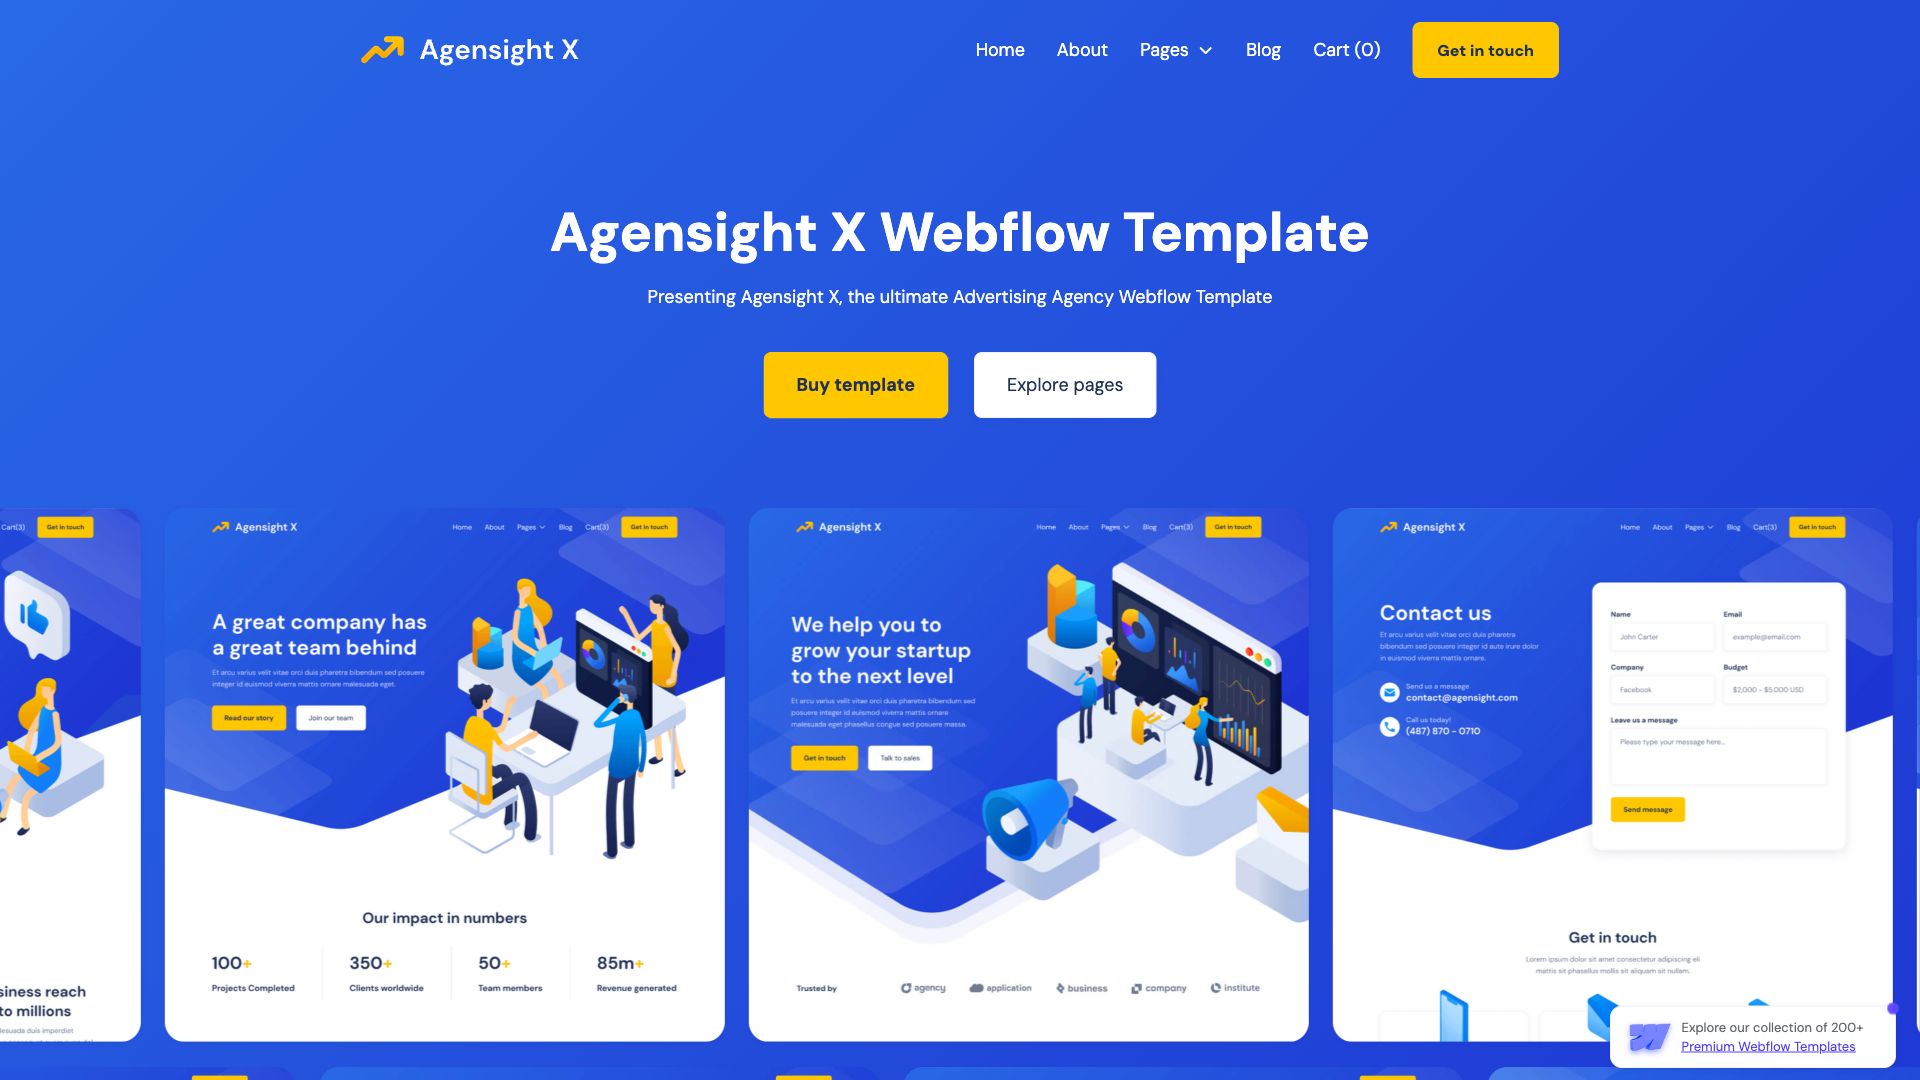 Agensight X
Home
About
Pages
Blog
Cart (0)
Get in touch
Agensight X Webflow Template
Presenting Agensight X, the ultimate Advertising Agency Webflow Template
Buy template
Explore pages
Cart(3)
Get in touch
siness reach
to millions
lesuada duis imperdiet
Agensight X
Home
About
Pages
Blog
Cart(3)
Get in touch
A great company has
a great team behind
Et arcu varius velit vitae orci duis pharetra bibendum sed posuere
integer id euismod viverra mattis ornare malesuada eget.
Read our story
Join our team
Our impact in numbers
100+
Projects Completed
350+
Clients worldwide
50+
Team members
85m+
Revenue generated
Agensight X
Home
About
Pages
Blog
Cart(3)
Get in touch
We help you to
grow your startup
to the next level
Et arcu varius velit vitae orci duis pharetra bibendum sed
posuere integer id euismod viverra mattis ornare
malesuada eget phasellus congue sed posuere massa.
Get in touch
Talk to sales
Trusted by
agency
application
business
company
institute
Agensight X
Home
About
Pages
Blog
Cart(3)
Get in touch
Contact us
Et arcu varius velit vitae orci duis pharetra
bibendum sed posuere integer id aute irure dolor
in euismod viverra mattis ornare.
Send us a message
contact@agensight.com
Call us today!
(487) 870 - 0710
Name
Email
John Carter
example@email.com
Company
Budget
Facebook
$2,000 - $5,000 USD
Leave us a message
Please type your message here...
Send message
Get in touch
Lorem ipsum dolor sit amet consectetur adipiscing eli
mattis sit phasellus mollis sit aliquam sit nullam.
Explore our collection of 200+
Premium Webflow Templates